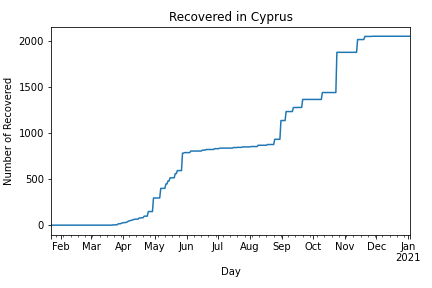 Recovered in Cyprus
Number of Recovered
2000
1500
1000
500
0
Feb Mar Apr May Jun Jul Aug Sep Oct Nov Dec Jan
2021
Day